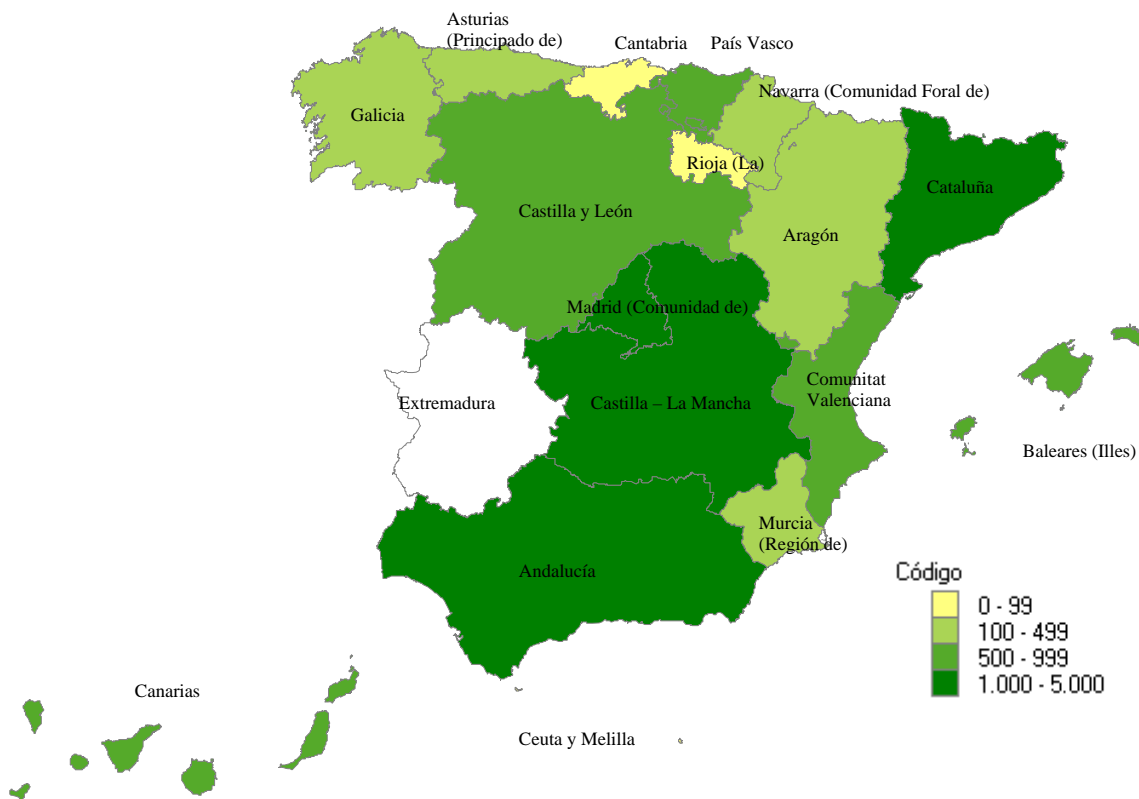 Asturias
(Principado de)
Cantabria
País Vasco
Navarra (Comunidad Foral de)
Galicia
Rioja (La)
Cataluña
Castilla y León
Aragón
Madrid (Comunidad de)
Comunitat
Valenciana
Extremadura
Castilla – La Mancha
Baleares (Illes)
Murcia
(Región de)
Andalucía
Código
0 - 99
100 - 499
500 - 999
1.000 - 5.000
Canarias
Ceuta y Melilla